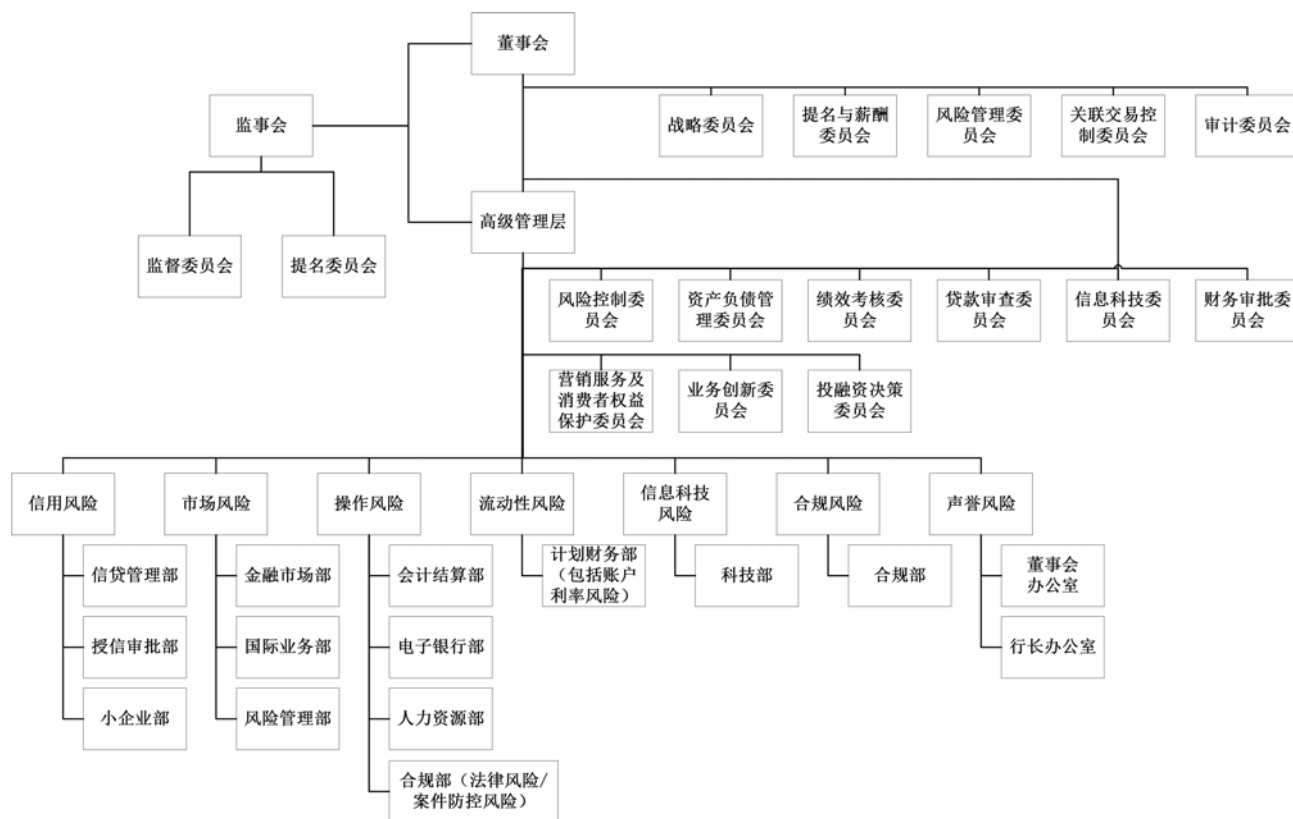 董事会
监事会
战略委员会
提名与薪酬
委员会
风险管理委
员会
关联交易控
制委员会
审计委员会
高级管理层
监督委员会
提名委员会
风险控制委
员会
资产负债管
理委员会
绩效考核委
员会
贷款审查委
员会
信息科技委
员会
财务审批委
员会
营销服务及
消费者权益
保护委员会
业务创新委
员会
投融资决策
委员会
信用风险
市场风险
操作风险
流动性风险
信息科技
风险
合规风险
声誉风险
信贷管理部
金融市场部
会计结算部
计划财务部
（包括账户
利率风险）
科技部
合规部
董事会
办公室
授信审批部
国际业务部
电子银行部
行长办公室
小企业部
风险管理部
人力资源部
合规部（法律风险/
案件防控风险）